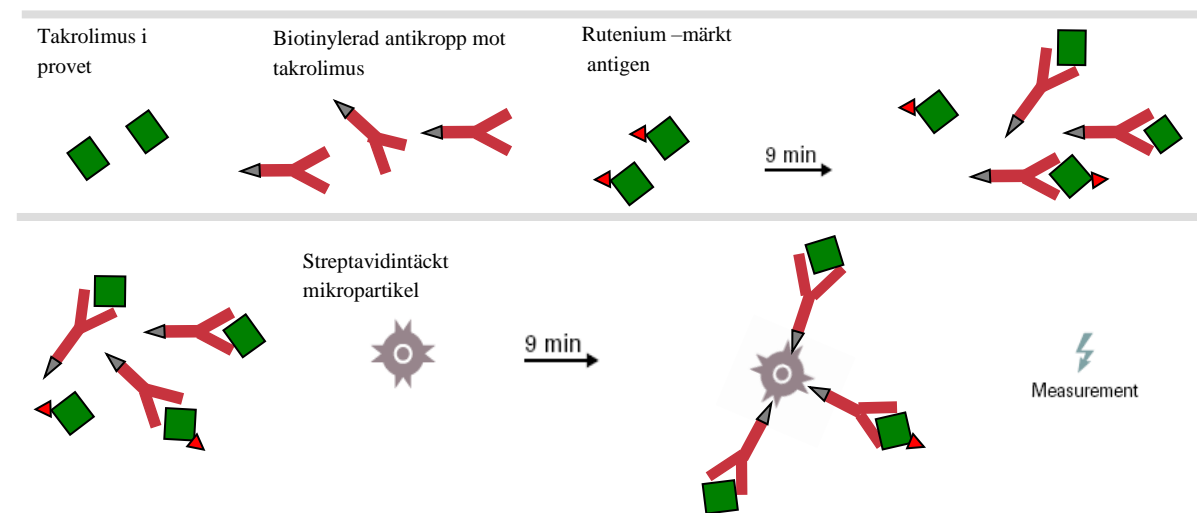 Takrolimus i
provet
Biotinylerad antikropp mot
takrolimus
Rutenium –märkt
antigen
9 min
Streptavidintäckt
mikropartikel
9 min
Measurement